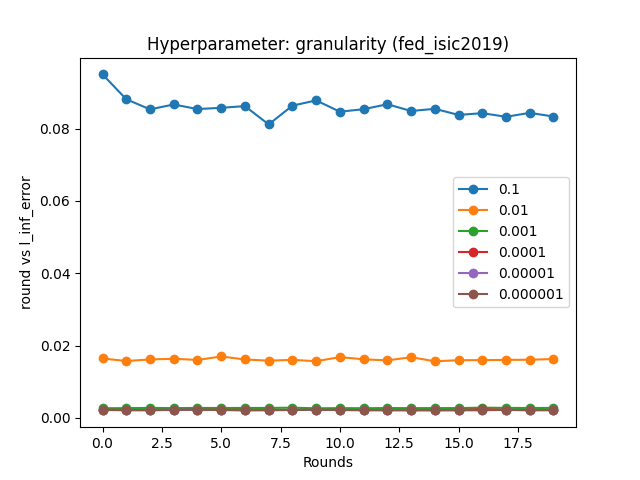 Hyperparameter: granularity (fed_isic2019)
round vs l_inf_error
0.08
0.06
0.04
0.02
0.00
0.1
0.01
0.001
0.0001
0.00001
0.000001
0.0 2.5 5.0 7.5 10.0 12.5 15.0 17.5
Rounds